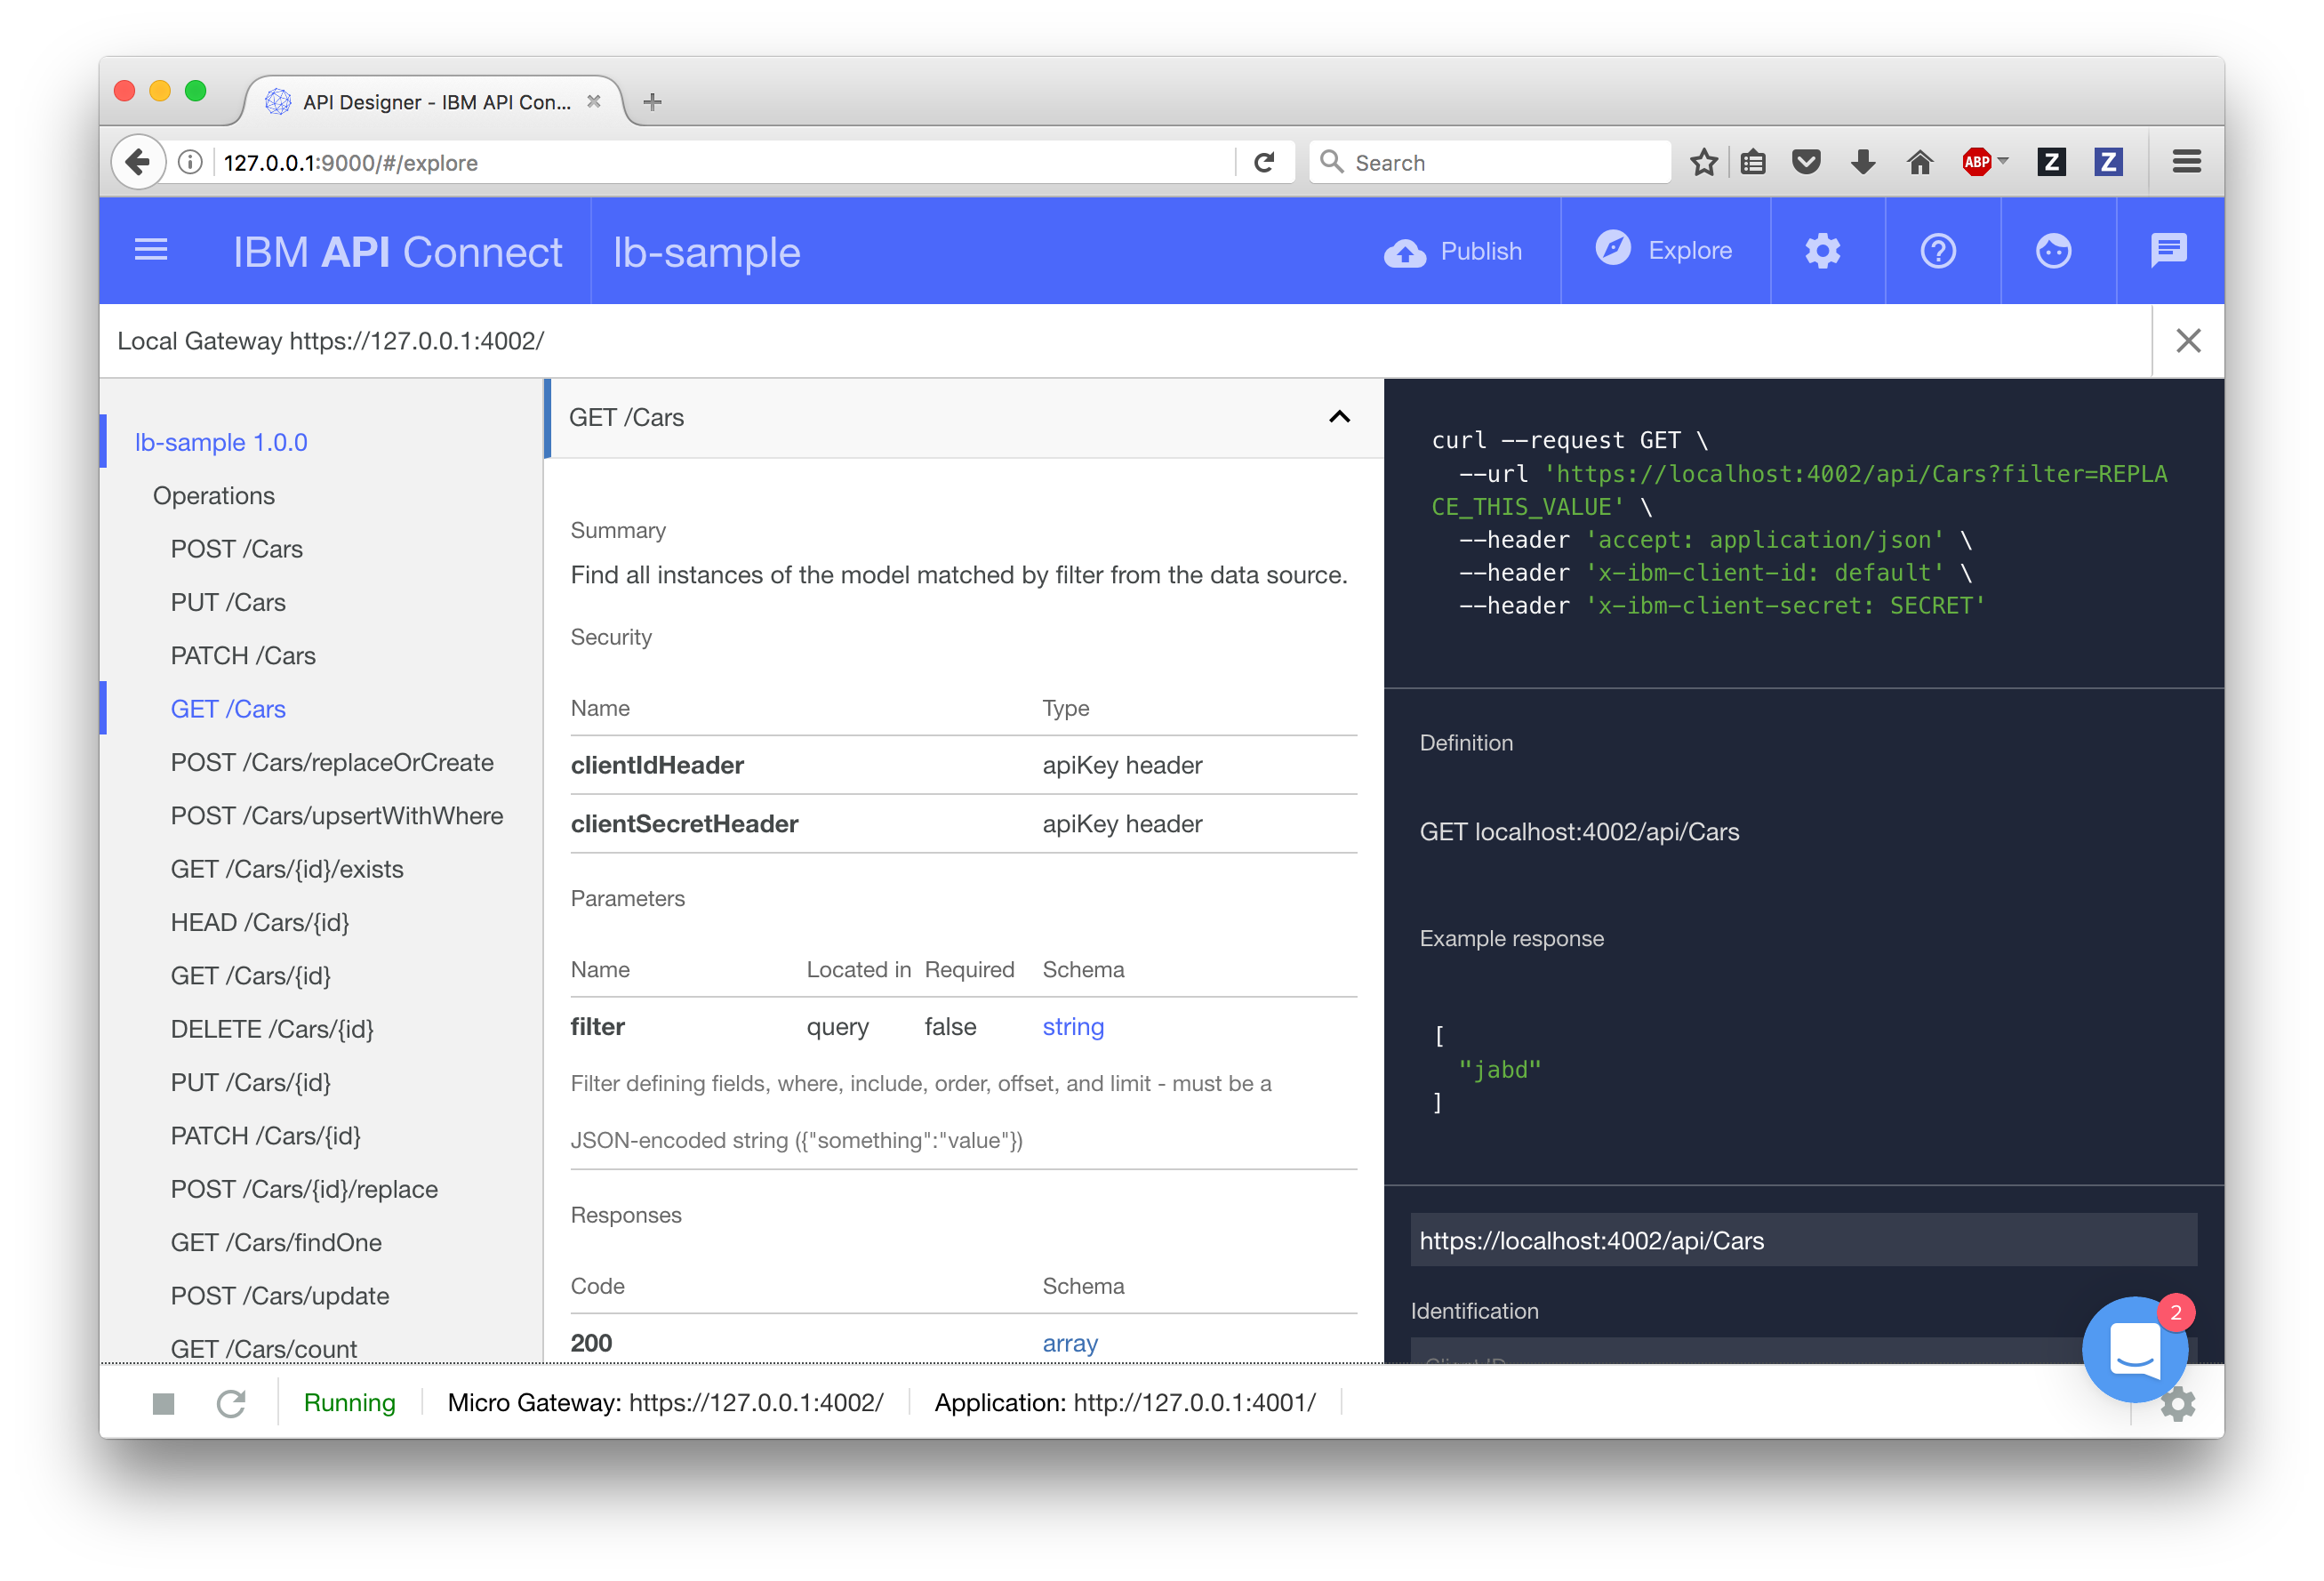 API Designer - IBM API Con...
127.0.0.1:9000/#/explore
Search
ABP
Z
Z
IBM API Connect
lb-sample
Publish
Explore
Local Gateway https://127.0.0.1:4002/
lb-sample 1.0.0
Operations
POST /Cars
PUT /Cars
PATCH /Cars
GET /Cars
POST /Cars/replaceOrCreate
POST /Cars/upsertWithWhere
GET /Cars/{id}/exists
HEAD /Cars/{id}
GET /Cars/{id}
DELETE /Cars/{id}
PUT /Cars/{id}
PATCH /Cars/{id}
POST /Cars/{id}/replace
GET /Cars/findOne
POST /Cars/update
GET /Cars/count
GET /Cars
Summary
Find all instances of the model matched by filter from the data source.
Security
Name Type
clientIdHeader apiKey header
clientSecretHeader apiKey header
Parameters
Name Located in Required Schema
filter query false string
Filter defining fields, where, include, order, offset, and limit - must be a
JSON-encoded string ({"something":"value"})
Responses
Code Schema
200 array
curl --request GET \
--url 'https://localhost:4002/api/Cars?filter=REPLA
CE_THIS_VALUE' \
--header 'accept: application/json' \
--header 'x-ibm-client-id: default' \
--header 'x-ibm-client-secret: SECRET'
Definition
GET localhost:4002/api/Cars
Example response
[
"jabd"
]
https://localhost:4002/api/Cars
Identification
2
Running
Micro Gateway: https://127.0.0.1:4002/
Application: http://127.0.0.1:4001/